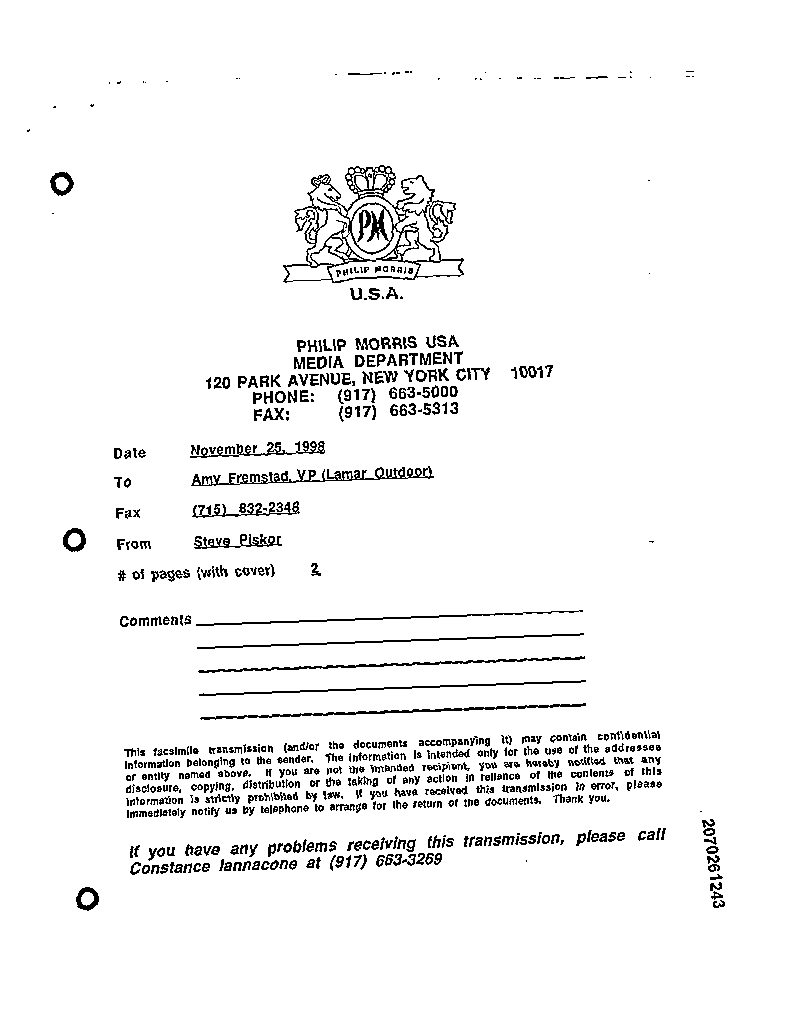 PM
PHILIP MORRIS
U.S.A.
PHILIP MORRIS USA
MEDIA DEPARTMENT
120 PARK AVENUE, NEW YORK CITY 10017
PHONE: (917) 663-5000
FAX: (917) 663-5313
Date November 25, 1998
To Amy Fremstad, VP (Lamar Outdoor)
Fax (715) 832-2348
From Steve Piskor
# of pages (with cover) 2
Comments
This facsimile transmission (and/or the documents accompanying it) may contain confidential
information belonging to the sender. The information is intended only for the use of the addressee
or entity named above. If you are not the intended recipient, you are hereby notified that any
disclosure, copying, distribution or the taking of any action in reliance of the contents of this
information is strictly prohibited by law. If you have received this transmission in error, please
immediately notify us by telephone to arrange for the return of the documents. Thank you.
If you have any problems receiving this transmission, please call
Constance Iannacone at (917) 663-3269
2070261243